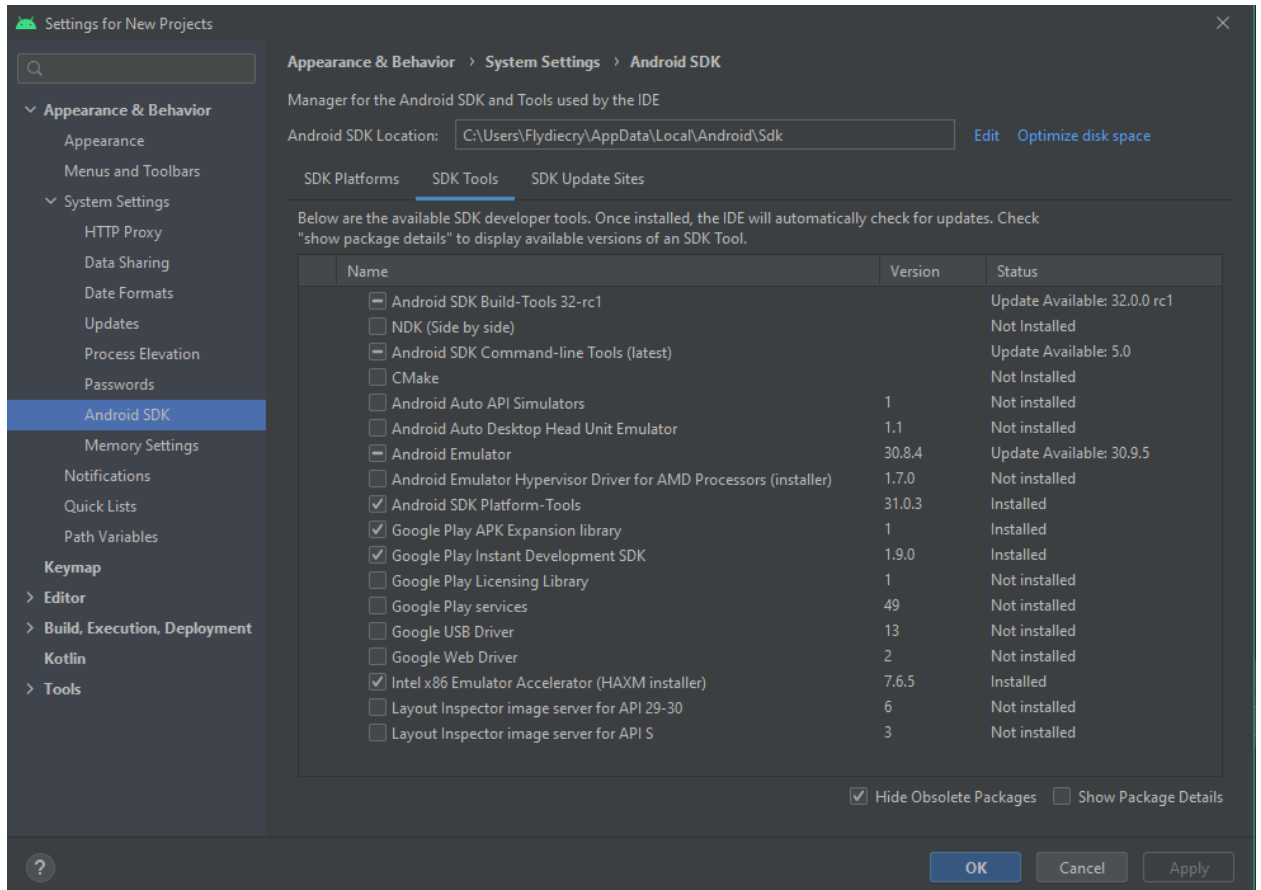 Settings for New Projects
Appearance & Behavior
Appearance
Menus and Toolbars
System Settings
HTTP Proxy
Data Sharing
Date Formats
Updates
Process Elevation
Passwords
Android SDK
Memory Settings
Notifications
Quick Lists
Path Variables
Keymap
Editor
Build, Execution, Deployment
Kotlin
Tools
Appearance & Behavior > System Settings > Android SDK
Manager for the Android SDK and Tools used by the IDE
Android SDK Location: C:\Users\Flydiecry\AppData\Local\Android\Sdk Edit Optimize disk space
SDK Platforms SDK Tools SDK Update Sites
Below are the available SDK developer tools. Once installed, the IDE will automatically check for updates. Check
"show package details" to display available versions of an SDK Tool.
Name Version Status
Android SDK Build-Tools 32-rc1 Update Available: 32.0.0 rc1
NDK (Side by side) Not Installed
Android SDK Command-line Tools (latest) Update Available: 5.0
CMake Not Installed
Android Auto API Simulators 1 Not installed
Android Auto Desktop Head Unit Emulator 1.1 Not installed
Android Emulator 30.8.4 Update Available: 30.9.5
Android Emulator Hypervisor Driver for AMD Processors (installer) 1.7.0 Not installed
Android SDK Platform-Tools 31.0.3 Installed
Google Play APK Expansion library 1 Installed
Google Play Instant Development SDK 1.9.0 Installed
Google Play Licensing Library 1 Not installed
Google Play services 49 Not installed
Google USB Driver 13 Not installed
Google Web Driver 2 Not installed
Intel x86 Emulator Accelerator (HAXM installer) 7.6.5 Installed
Layout Inspector image server for API 29-30 6 Not installed
Layout Inspector image server for API S 3 Not installed
Hide Obsolete Packages Show Package Details
? OK Cancel Apply